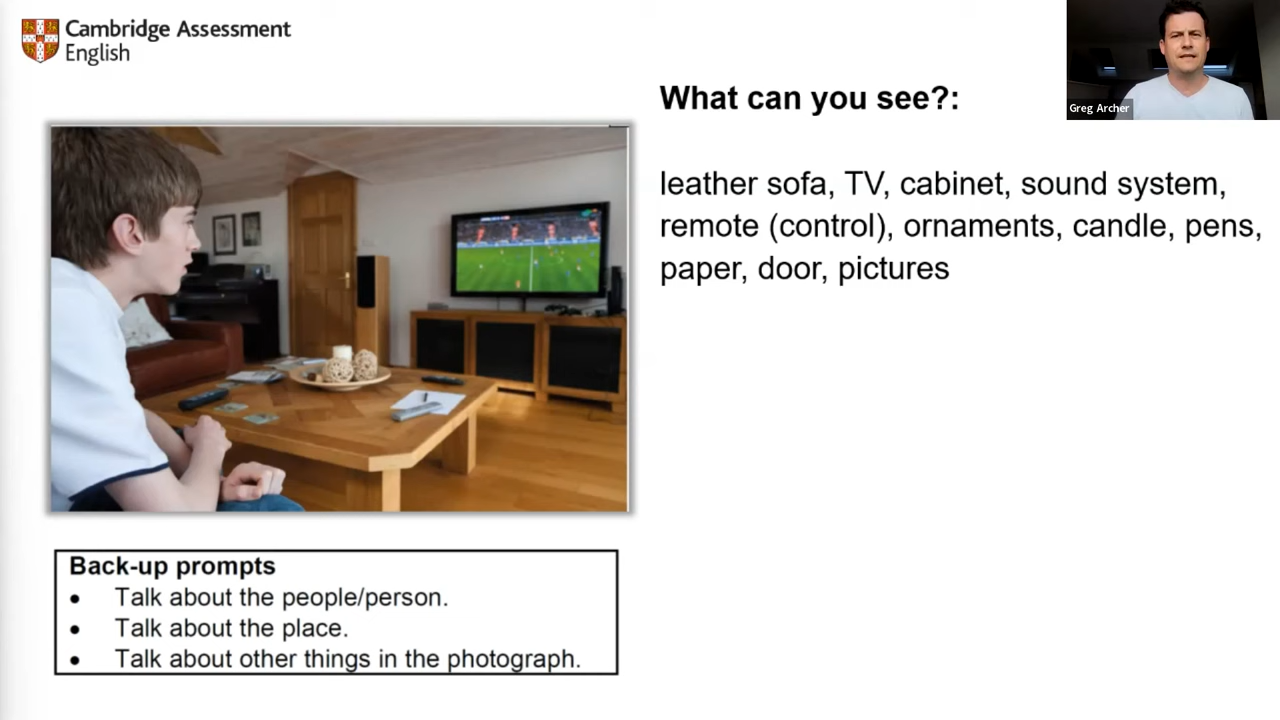 Cambridge Assessment
English
Greg Archer
What can you see?:
leather sofa, TV, cabinet, sound system,
remote (control), ornaments, candle, pens,
paper, door, pictures
Back-up prompts
• Talk about the people/person.
• Talk about the place.
• Talk about other things in the photograph.